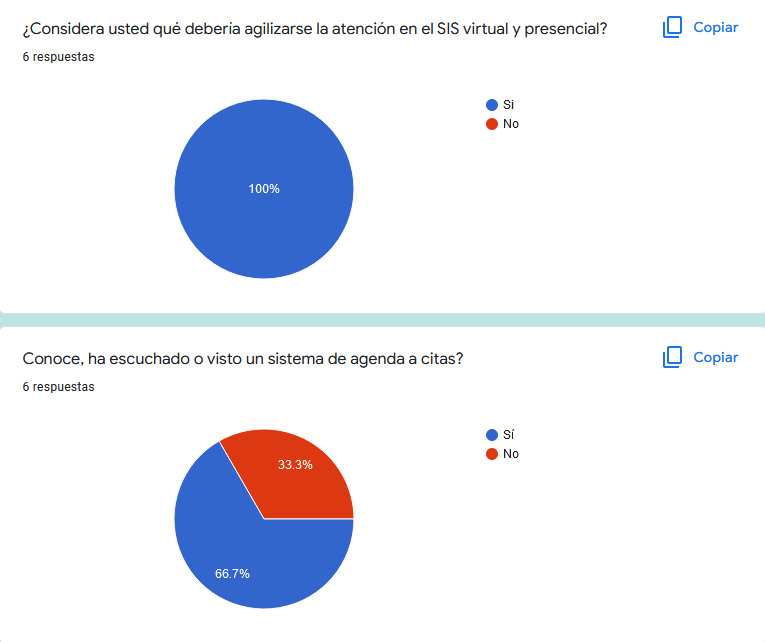 ¿Considera usted qué debería agilizarse la atención en el SIS virtual y presencial?
Copiar
6 respuestas
Si
No
100%
Conoce, ha escuchado o visto un sistema de agenda a citas?
Copiar
6 respuestas
Sí
No
33.3%
66.7%